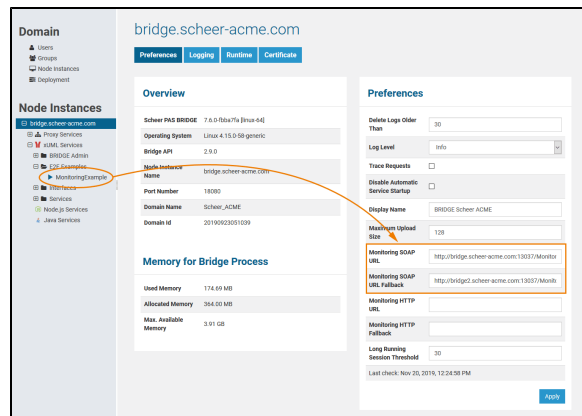 Domain
Users
Groups
Node Instances
Deployment
Node Instances
bridge.scheer-acme.com
Proxy Services
xUML Services
BRIDGE Admin
E2E Examples
MonitoringExample
Interfaces
Services
Node.js Services
Java Services
bridge.scheer-acme.com
Preferences Logging Runtime Certificate
Overview
Scheer PAS BRIDGE 7.6.0-fbba7fa [linux-64]
Operating System Linux 4.15.0-58-generic
Bridge API 2.9.0
Node Instance
Name bridge.scheer-acme.com
Port Number 18080
Domain Name Scheer_ACME
Domain Id 20190923051039
Memory for Bridge Process
Used Memory 174.69 MB
Allocated Memory 364.00 MB
Max. Available
Memory 3.91 GB
Preferences
Delete Logs Older
Than 30
Log Level Info
Trace Requests
Disable Automatic
Service Startup
Display Name BRIDGE Scheer ACME
Maximum Upload
Size 128
Monitoring SOAP
URL http://bridge.scheer-acme.com:13037/Monitor
Monitoring SOAP
URL Fallback http://bridge2.scheer-acme.com:13037/Monito
Monitoring HTTP
URL
Monitoring HTTP
Fallback
Long Running
Session Threshold 30
Last check: Nov 20, 2019, 12:24:58 PM
Apply